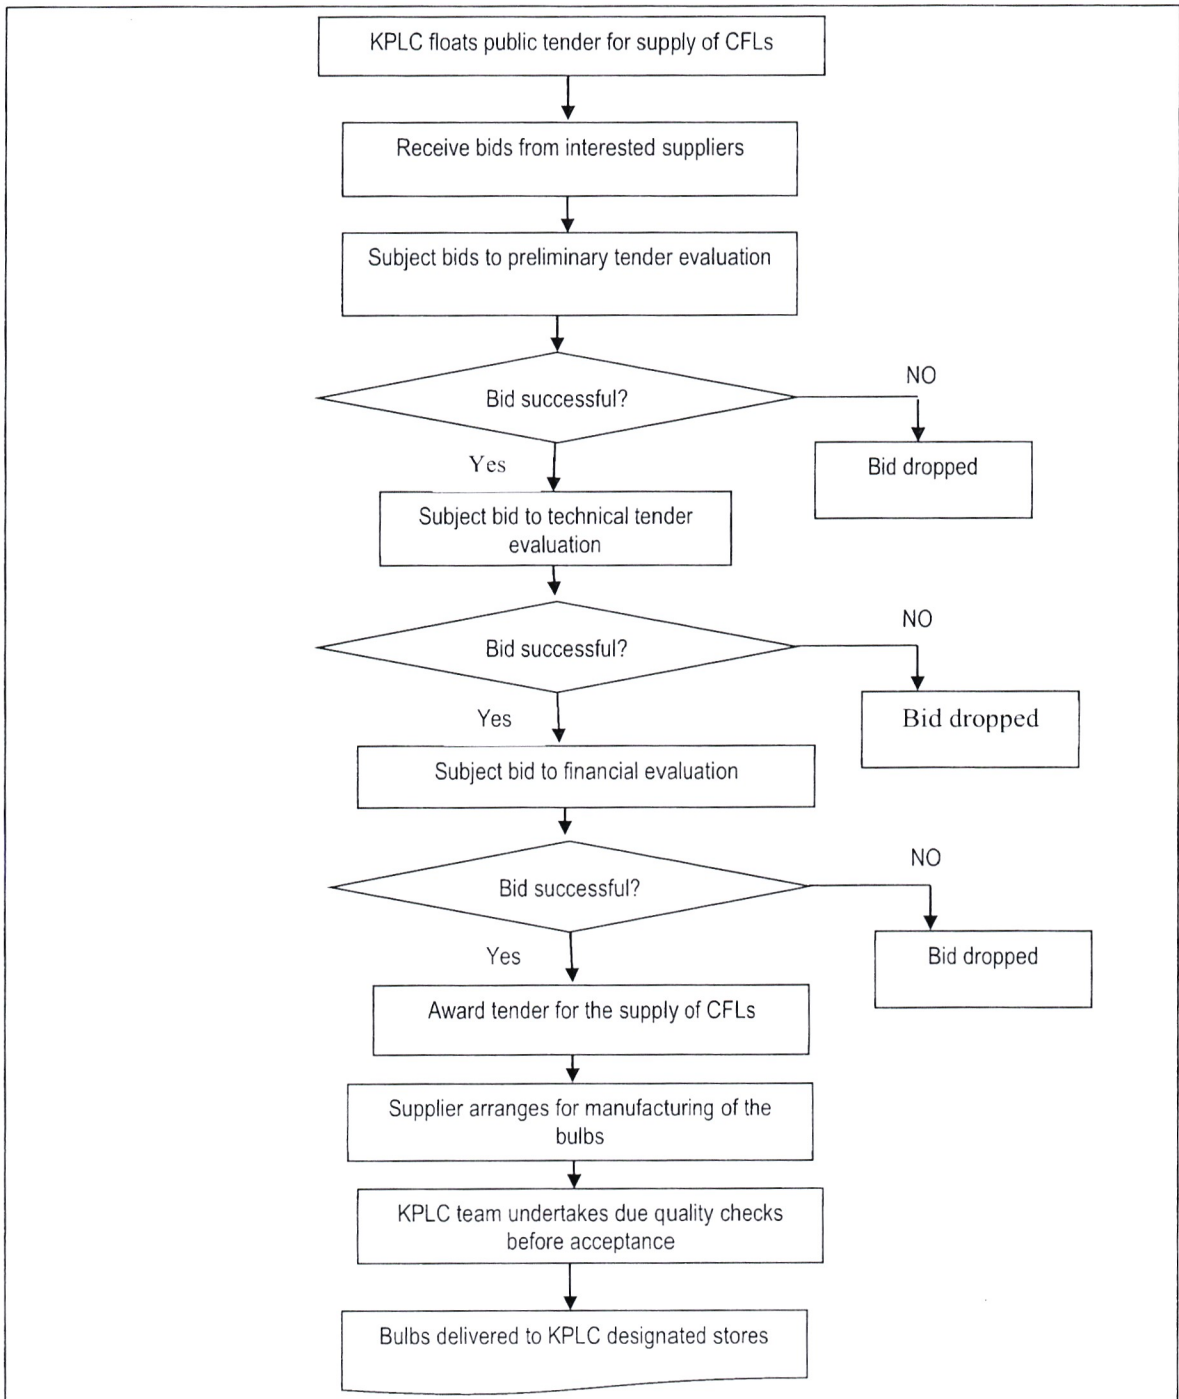 KPLC floats public tender for supply of CFLs
Receive bids from interested suppliers
Subject bids to preliminary tender evaluation
Bid successful?
NO
Bid dropped
Yes
Subject bid to technical tender
evaluation
Bid successful?
NO
Bid dropped
Yes
Subject bid to financial evaluation
Bid successful?
NO
Bid dropped
Yes
Award tender for the supply of CFLs
Supplier arranges for manufacturing of the
bulbs
KPLC team undertakes due quality checks
before acceptance
Bulbs delivered to KPLC designated stores